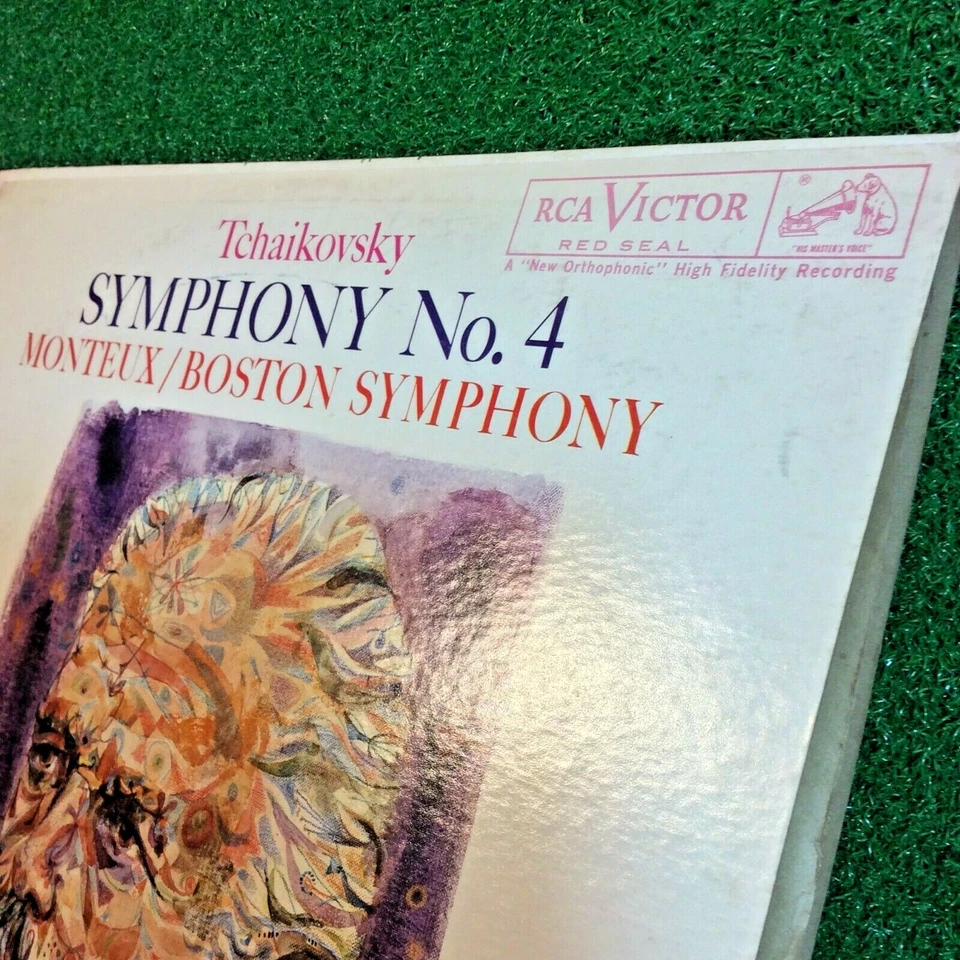 Tchaikovsky
SYMPHONY No. 4
MONTEUX/BOSTON SYMPHONY
RCA VICTOR
RED SEAL
®
"HIS MASTER'S VOICE"
A "New Orthophonic" High Fidelity Recording